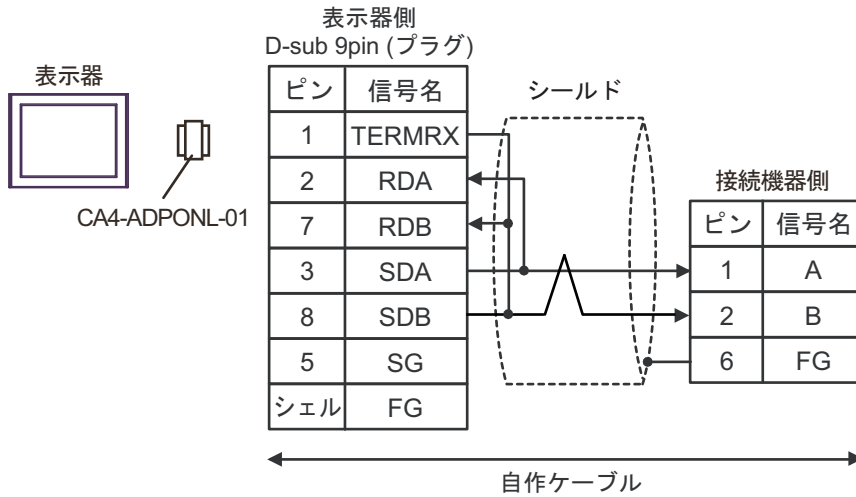 表示器側
D-sub 9pin (プラグ)
表示器
CA4-ADPONL-01
ピン 信号名
1 TERMRX
2 RDA
7 RDB
3 SDA
8 SDB
5 SG
シェル FG
シールド
接続機器側
ピン 信号名
1 A
2 B
6 FG
自作ケーブル